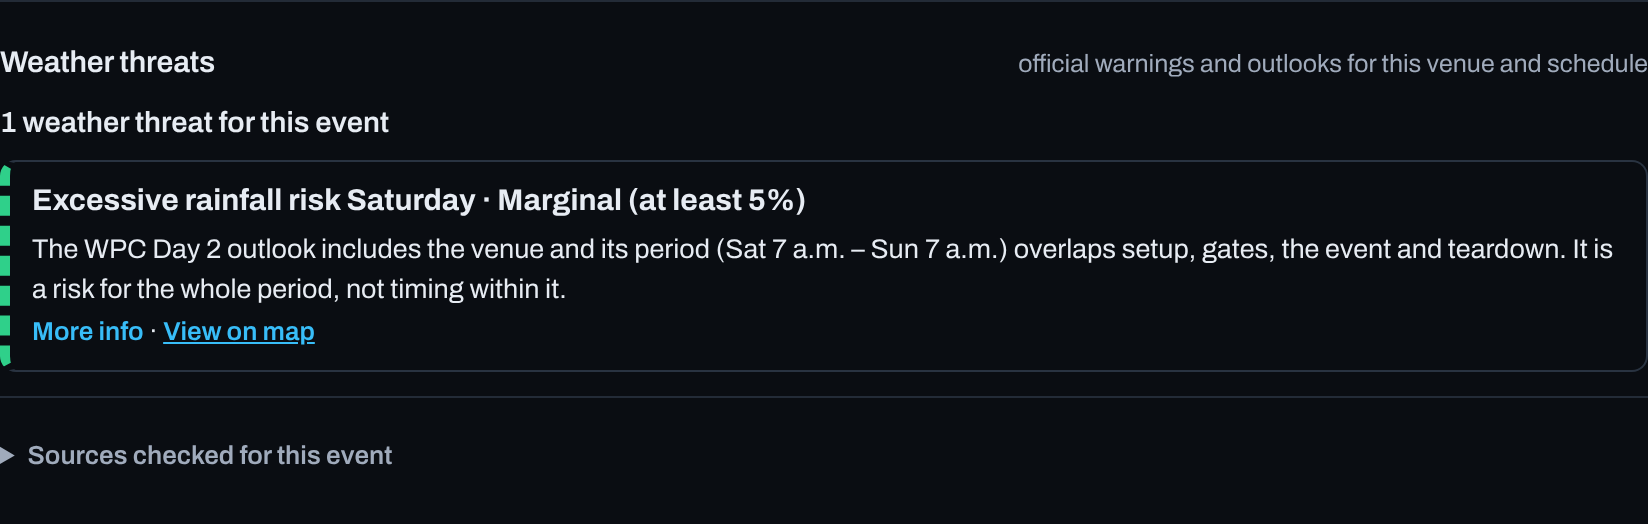 Weather threats
official warnings and outlooks for this venue and schedule
1 weather threat for this event
Excessive rainfall risk Saturday · Marginal (at least 5%)
The WPC Day 2 outlook includes the venue and its period (Sat 7 a.m. – Sun 7 a.m.) overlaps setup, gates, the event and teardown. It is
a risk for the whole period, not timing within it.
More info · View on map
Sources checked for this event